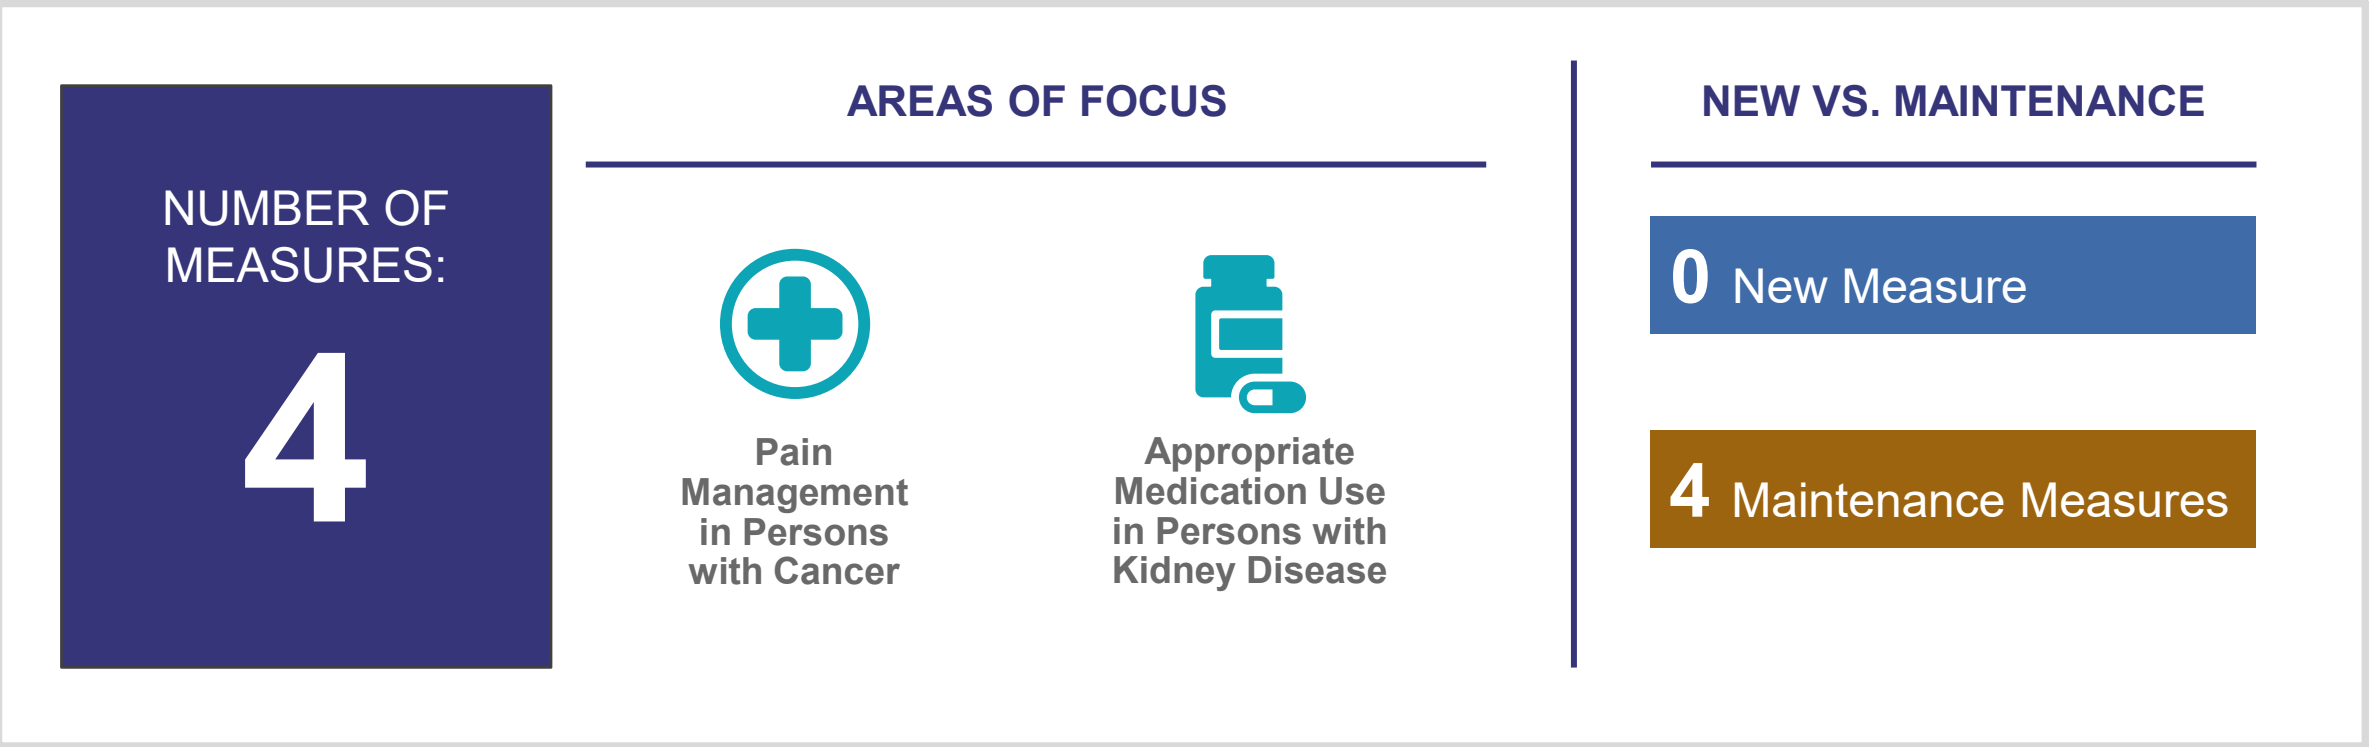 NUMBER OF
MEASURES:
4
AREAS OF FOCUS
Pain
Management
in Persons
with Cancer
Appropriate
Medication Use
in Persons with
Kidney Disease
NEW VS. MAINTENANCE
0 New Measure
4 Maintenance Measures